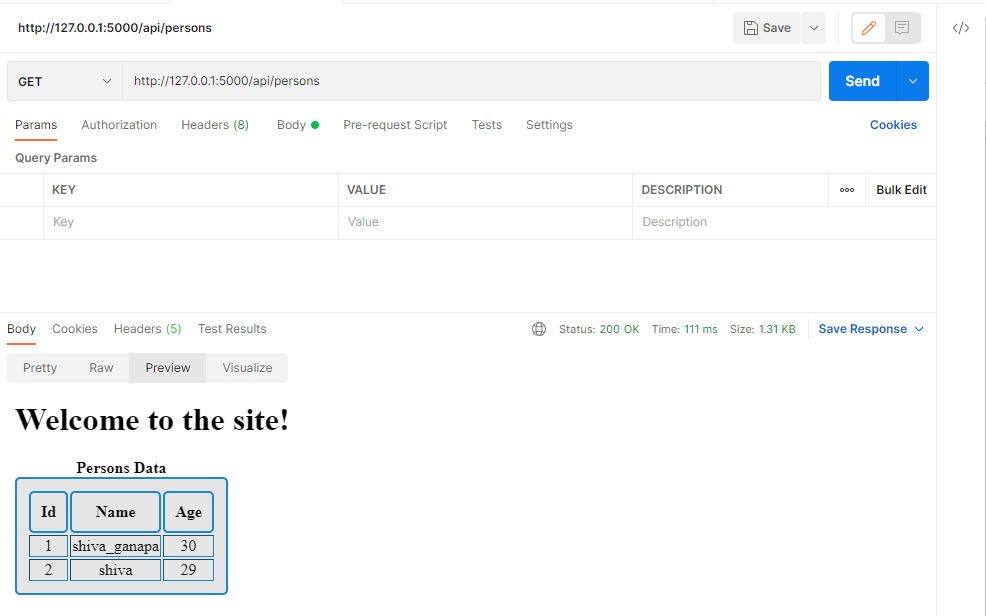 http://127.0.0.1:5000/api/persons Save </>
GET http://127.0.0.1:5000/api/persons Send
Params Authorization Headers (8) Body Pre-request Script Tests Settings Cookies
Query Params
KEY VALUE DESCRIPTION Bulk Edit
Key Value Description
Body Cookies Headers (5) Test Results Status: 200 OK Time: 111 ms Size: 1.31 KB Save Response
Pretty Raw Preview Visualize
Welcome to the site!
Persons Data
Id Name Age
1 shiva_ganapa 30
2 shiva 29